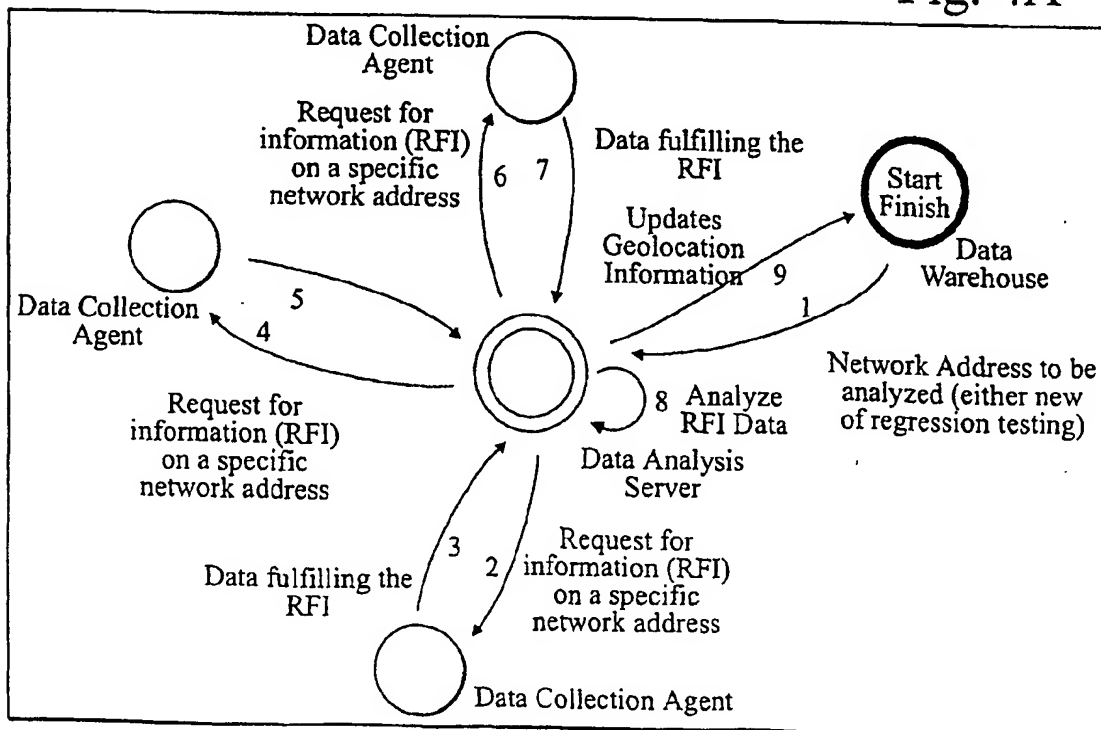 Fig. 4A
Data Collection
Agent
Request for
information (RFI)
on a specific
network address
6
7
Data fulfilling the
RFI
Start
Finish
Data
Warehouse
Updates
Geolocation
Information
9
1
Data Collection
Agent
5
4
Network Address to be
analyzed (either new
of regression testing)
8
Analyze
RFI Data
Data Analysis
Server
Request for
information (RFI)
on a specific
network address
3
2
Data fulfilling the
RFI
Request for
information (RFI)
on a specific
network address
Data Collection Agent